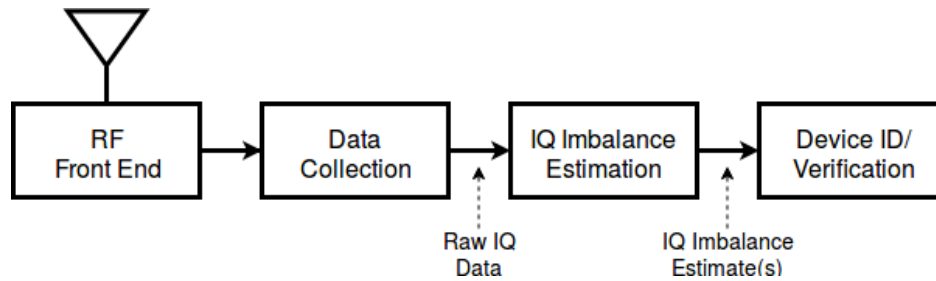 RF
Front End
Data
Collection
IQ Imbalance
Estimation
Device ID/
Verification
Raw IQ
Data
IQ Imbalance
Estimate(s)